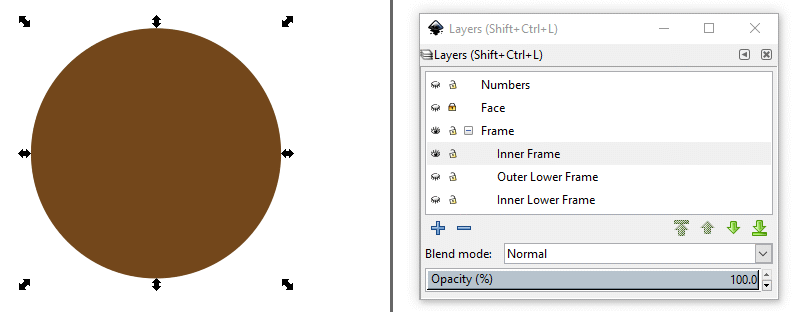 Layers (Shift+Ctrl+L)
Layers (Shift+Ctrl+L)
Numbers
Face
Frame
Inner Frame
Outer Lower Frame
Inner Lower Frame
Blend mode: Normal
Opacity (%) 100.0